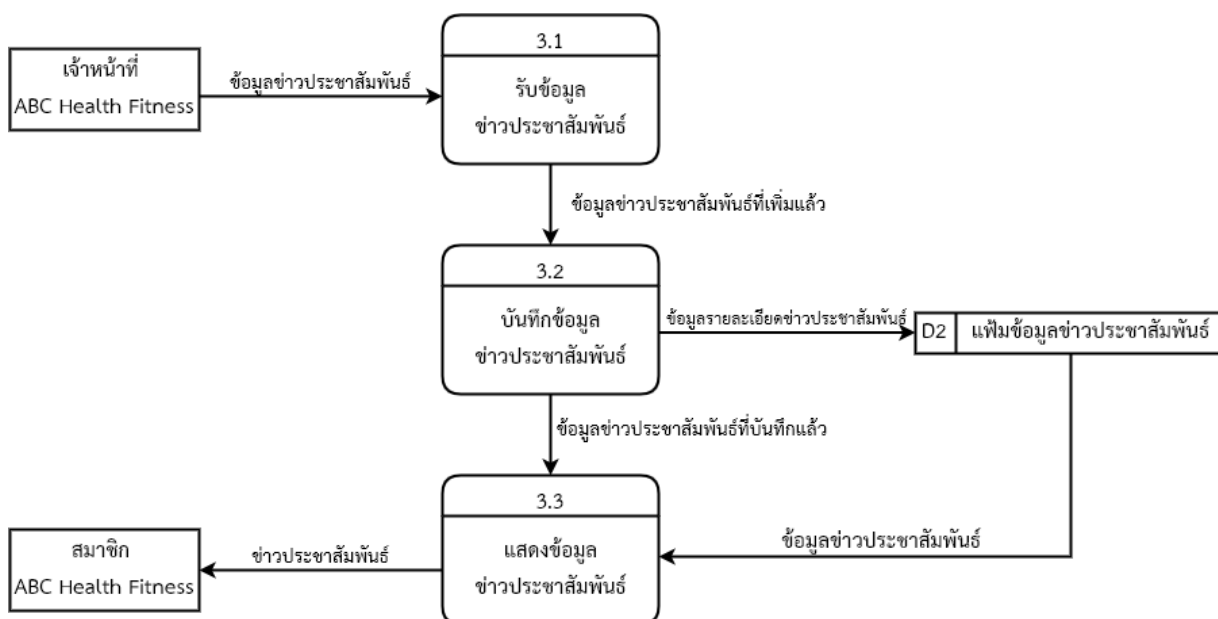 3.1
เจ้าหน้าที่
ABC Health Fitness
ข้อมูลข่าวประชาสัมพันธ์
รับข้อมูล
ข่าวประชาสัมพันธ์
ข้อมูลข่าวประชาสัมพันธ์ที่เพิ่มแล้ว
3.2
บันทึกข้อมูล
ข่าวประชาสัมพันธ์
ข้อมูลรายละเอียดข่าวประชาสัมพันธ์
D2 แฟ้มข้อมูลข่าวประชาสัมพันธ์
ข้อมูลข่าวประชาสัมพันธ์ที่บันทึกแล้ว
3.3
แสดงข้อมูล
ข่าวประชาสัมพันธ์
ข้อมูลข่าวประชาสัมพันธ์
ข่าวประชาสัมพันธ์
สมาชิก
ABC Health Fitness